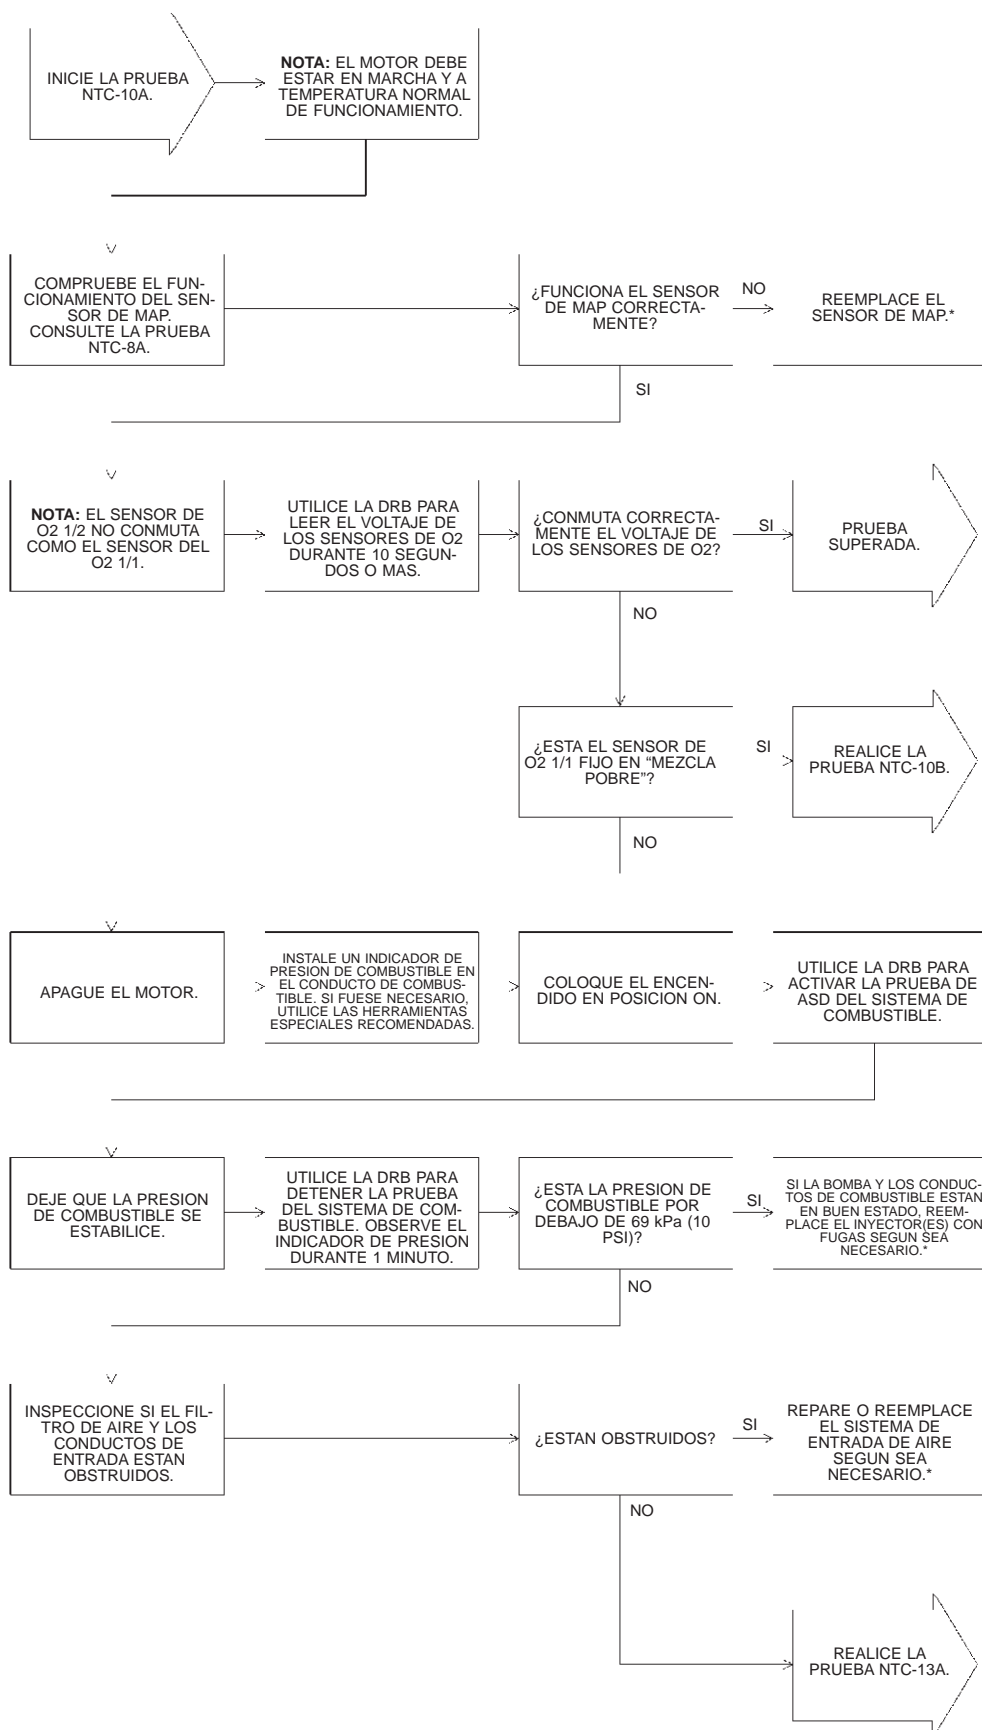 INICIE LA PRUEBA
NTC-10A.
NOTA: EL MOTOR DEBE
ESTAR EN MARCHA Y A
TEMPERATURA NORMAL
DE FUNCIONAMIENTO.
COMPRUEBE EL FUN-
CIONAMIENTO DEL SEN-
SOR DE MAP.
CONSULTE LA PRUEBA
NTC-8A.
¿FUNCIONA EL SENSOR
DE MAP CORRECTA-
MENTE?
NO
REEMPLACE EL
SENSOR DE MAP.*
SI
NOTA: EL SENSOR DE
O2 1/2 NO CONMUTA
COMO EL SENSOR DEL
O2 1/1.
UTILICE LA DRB PARA
LEER EL VOLTAJE DE
LOS SENSORES DE O2
DURANTE 10 SEGUN-
DOS O MAS.
¿CONMUTA CORRECTA-
MENTE EL VOLTAJE DE
LOS SENSORES DE O2?
SI
PRUEBA
SUPERADA.
NO
¿ESTA EL SENSOR DE
O2 1/1 FIJO EN “MEZCLA
POBRE”?
SI
REALICE LA
PRUEBA NTC-10B.
NO
APAGUE EL MOTOR.
INSTALE UN INDICADOR DE
PRESION DE COMBUSTIBLE EN
EL CONDUCTO DE COMBUS-
TIBLE. SI FUESE NECESARIO,
UTILICE LAS HERRAMIENTAS
ESPECIALES RECOMENDADAS.
COLOQUE EL ENCEN-
DIDO EN POSICION ON.
UTILICE LA DRB PARA
ACTIVAR LA PRUEBA DE
ASD DEL SISTEMA DE
COMBUSTIBLE.
DEJE QUE LA PRESION
DE COMBUSTIBLE SE
ESTABILICE.
UTILICE LA DRB PARA
DETENER LA PRUEBA
DEL SISTEMA DE COM-
BUSTIBLE. OBSERVE EL
INDICADOR DE PRESION
DURANTE 1 MINUTO.
¿ESTA LA PRESION DE
COMBUSTIBLE POR
DEBAJO DE 69 kPa (10
PSI)?
SI
SI LA BOMBA Y LOS CONDUC-
TOS DE COMBUSTIBLE ESTAN
EN BUEN ESTADO, REEM-
PLACE EL INYECTOR(ES) CON
FUGAS SEGUN SEA
NECESARIO.*
NO
INSPECCIONE SI EL FIL-
TRO DE AIRE Y LOS
CONDUCTOS DE
ENTRADA ESTAN
OBSTRUIDOS.
¿ESTAN OBSTRUIDOS?
SI
REPARE O REEMPLACE
EL SISTEMA DE
ENTRADA DE AIRE
SEGUN SEA
NECESARIO.*
NO
REALICE LA
PRUEBA NTC-13A.